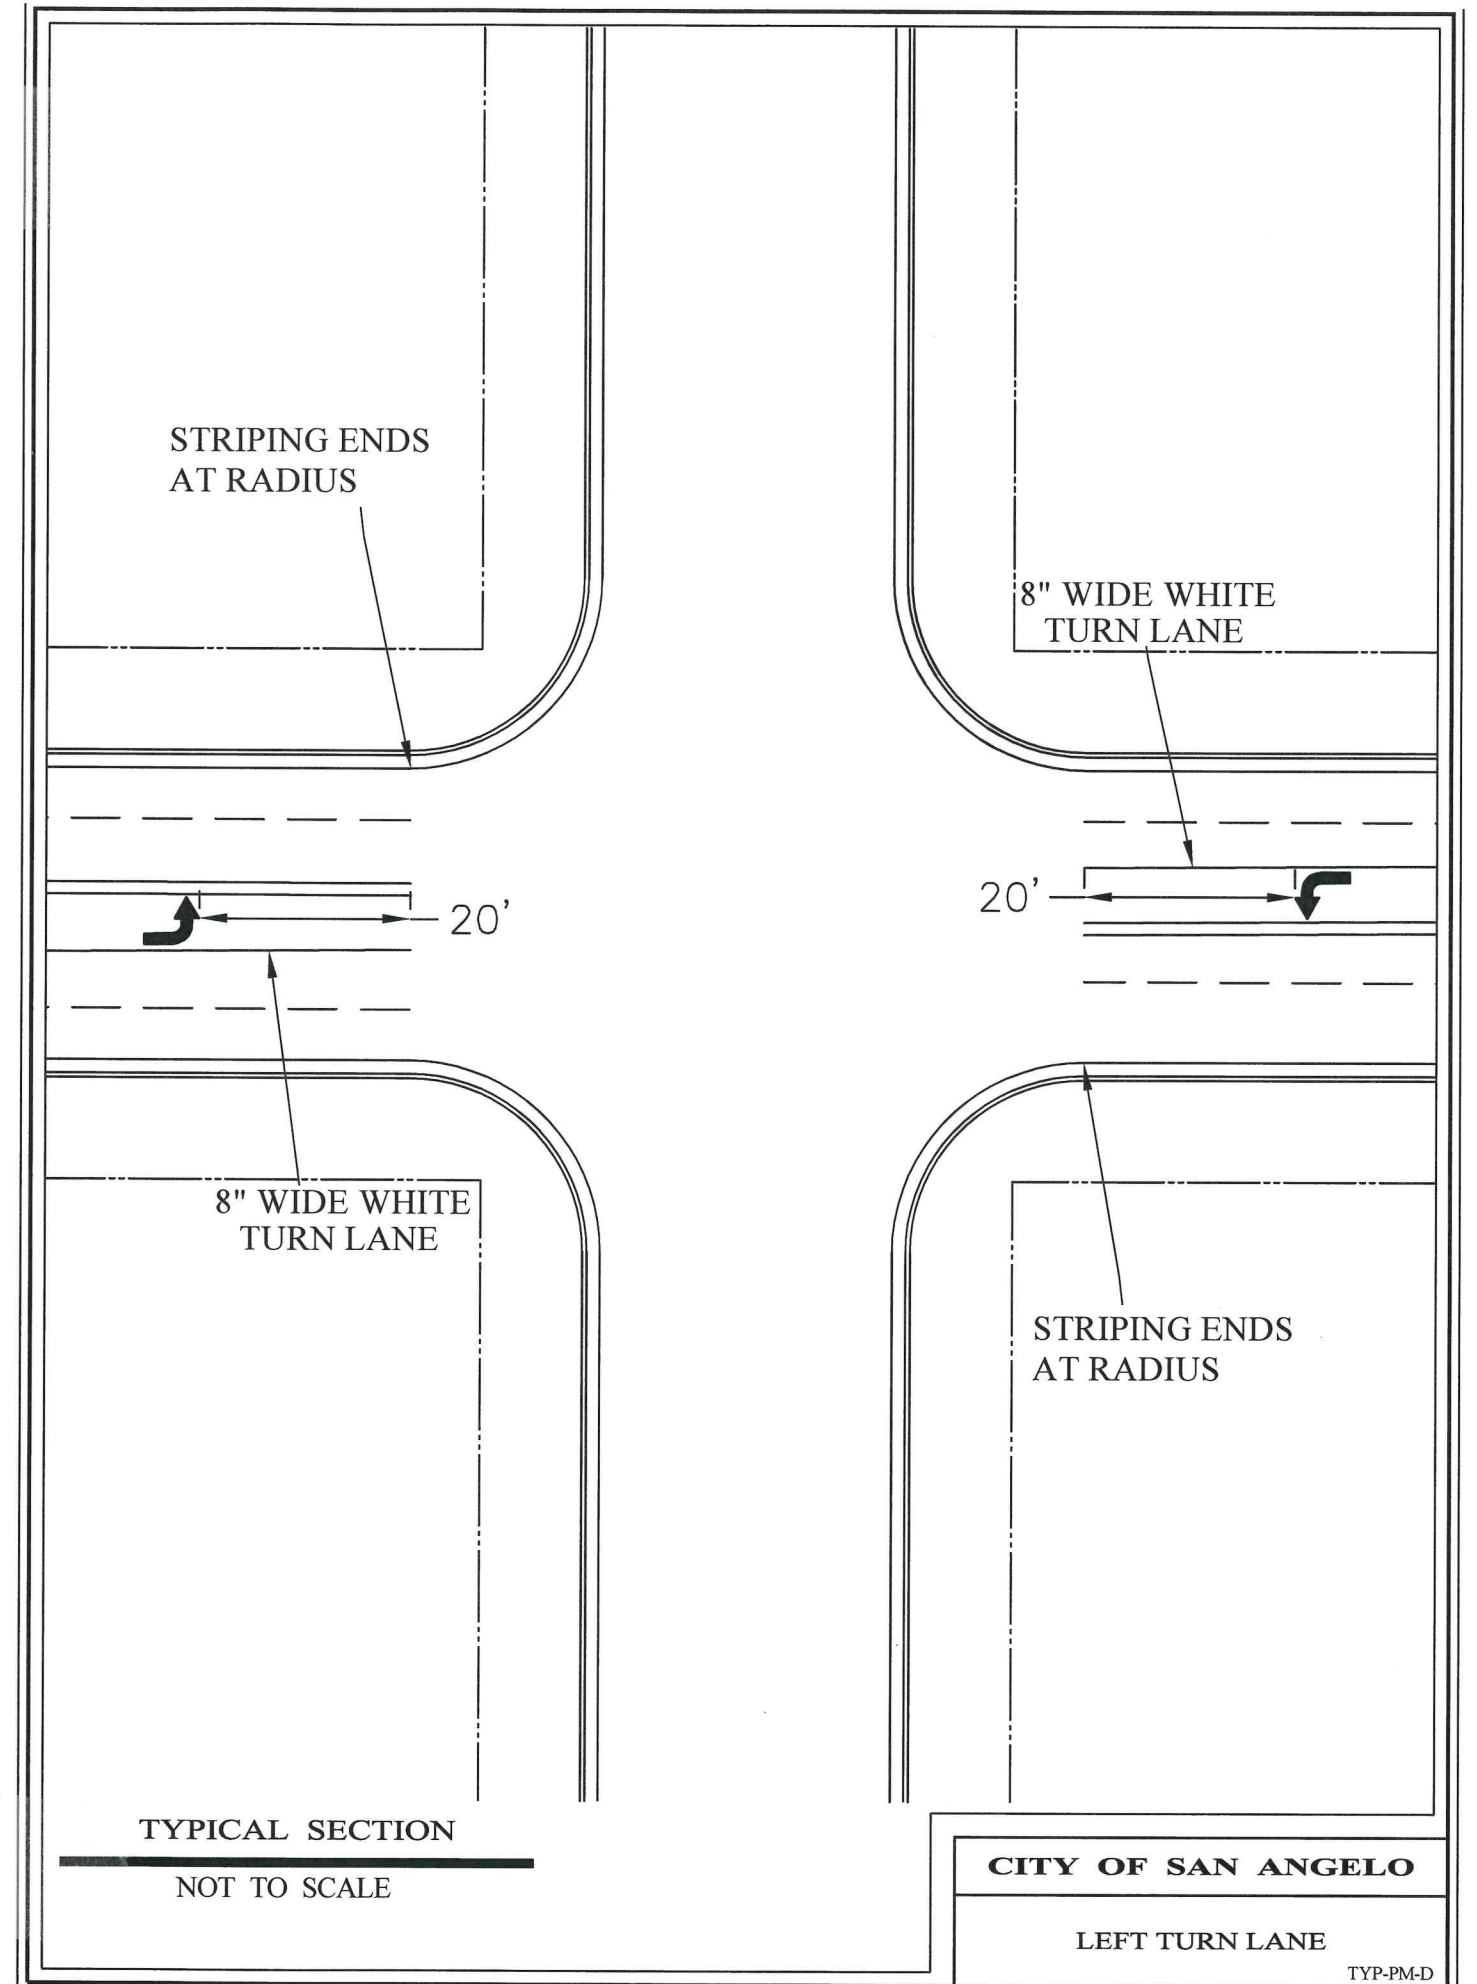 STRIPING ENDS
AT RADIUS
8" WIDE WHITE
TURN LANE
20'
20'
8" WIDE WHITE
TURN LANE
STRIPING ENDS
AT RADIUS
TYPICAL SECTION
NOT TO SCALE
CITY OF SAN ANGELO
LEFT TURN LANE
TYP-PM-D